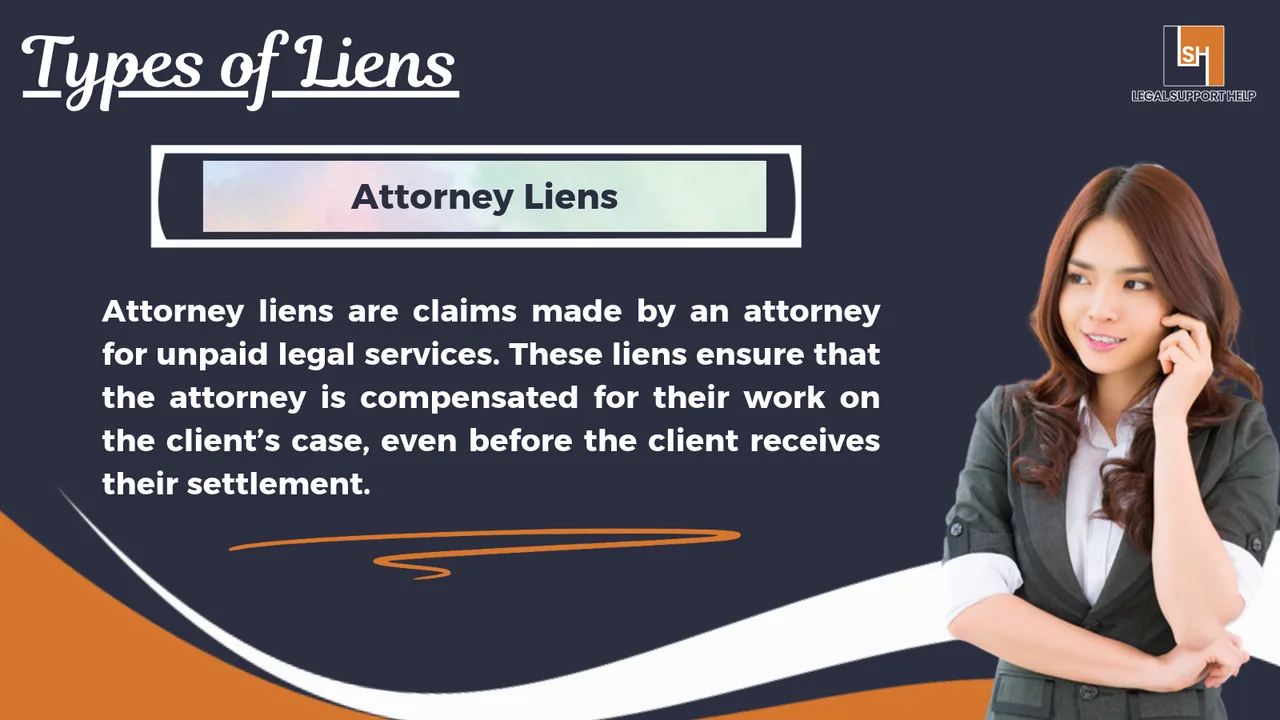 Types of Liens
LSH
LEGAL SUPPORT HELP
Attorney Liens
Attorney liens are claims made by an attorney
for unpaid legal services. These liens ensure that
the attorney is compensated for their work on
the client’s case, even before the client receives
their settlement.